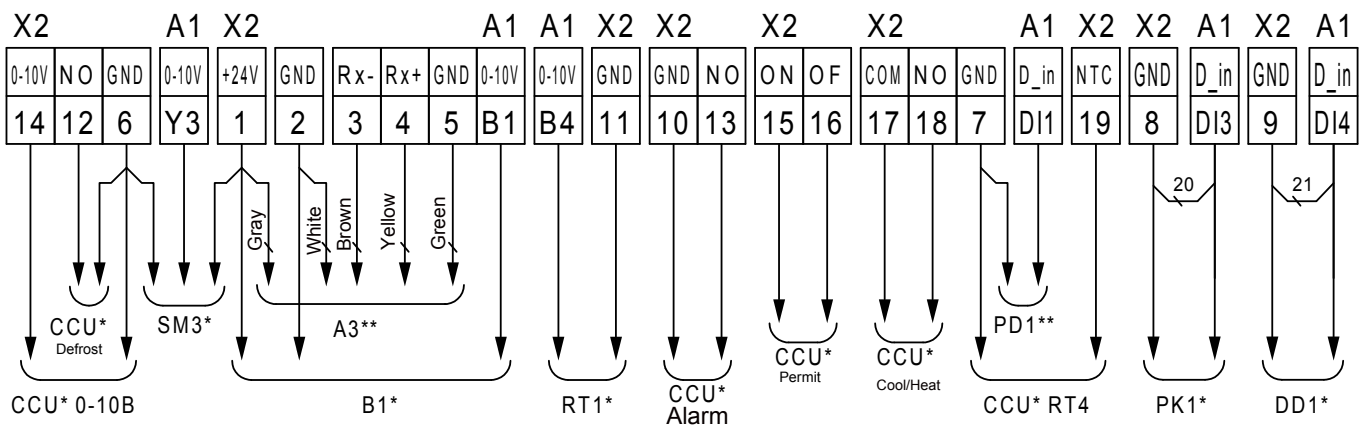 X2 A1 X2 A1 A1 X2 X2 X2 X2 A1 X2 X2 A1 X2 A1
0-10V NO GND 0-10V +24V GND Rx- Rx+ GND 0-10V 0-10V GND GND NO ON OF COM NO GND D_in NTC GND D_in GND D_in
14 12 6 Y3 1 2 3 4 5 B1 B4 11 10 13 15 16 17 18 7 DI1 19 8 DI3 9 DI4
20 21
Gray White Brown Yellow Green
CCU* SM3* A3** PD1**
Defrost
CCU* CCU*
Permit Cool/Heat
CCU* 0-10B B1* RT1* CCU* CCU* RT4 PK1* DD1*
Alarm